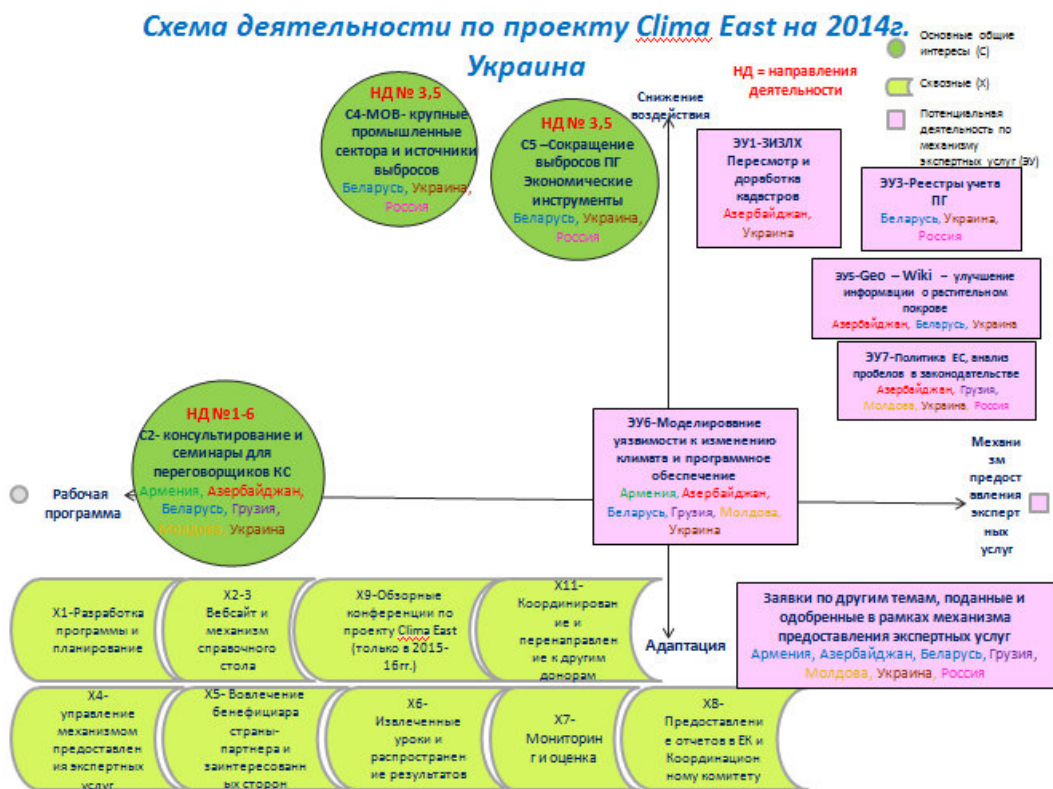 Схема деятельности по проекту Clima East на 2014г.
Украина
Основные общие
интересы (С)
Сквозные (Х)
Потенциальная
деятельность по
механизму
экспертных услуг (ЭУ)
НД = направления
деятельности
Снижение
воздействия
НД № 3,5
С4-МОВ- крупные
промышленные
сектора и источники
выбросов
Беларусь, Украина,
Россия
НД № 3,5
С5 –Сокращение
выбросов ПГ
Экономические
инструменты
Беларусь, Украина,
Россия
ЭУ1-ЗИЗЛХ
Пересмотр и
доработка
кадастров
Азербайджан,
Украина
ЭУ3-Реестры учета
ПГ
Беларусь, Украина,
Россия
ЭУ5-Geo – Wiki – улучшение
информации о растительном
покрове
Азербайджан, Беларусь, Украина
ЭУ7-Политика ЕС, анализ
пробелов в законодательстве
Азербайджан, Грузия,
Молдова, Украина, Россия
НД №1-6
С2- консультирование и
семинары для
переговорщиков КС
Армения, Азербайджан,
Беларусь, Грузия,
Молдова, Украина
ЭУ6-Моделирование
уязвимости к изменению
климата и программное
обеспечение
Армения, Азербайджан,
Беларусь, Грузия, Молдова,
Украина
Рабочая
программа
Механи
зм
предост
авления
эксперт
ных
услуг
Х1-Разработка
программы и
планирование
Х2-3
Вебсайт и
механизм
справочного
стола
Х9-Обзорные
конференции по
проекту Clima East
(только в 2015-
16гг.)
Х11-
Координирован
ие и
перенаправлен
ие к другим
донорам
Адаптация
Заявки по другим темам, поданные и
одобренные в рамках механизма
предоставления экспертных услуг
Армения, Азербайджан, Беларусь, Грузия,
Молдова, Украина, Россия
Х4-
управление
механизмом
предоставлен
ия экспертных
услуг
Х5- Вовлечение
бенефициара
страны-
партнера и
заинтересованн
ых сторон
Х6-
Извлеченные
уроки и
распространен
ие результатов
Х7-
Мониторин
г и оценка
Х8-
Предоставлени
е отчетов в ЕК и
Координацион
ному комитету